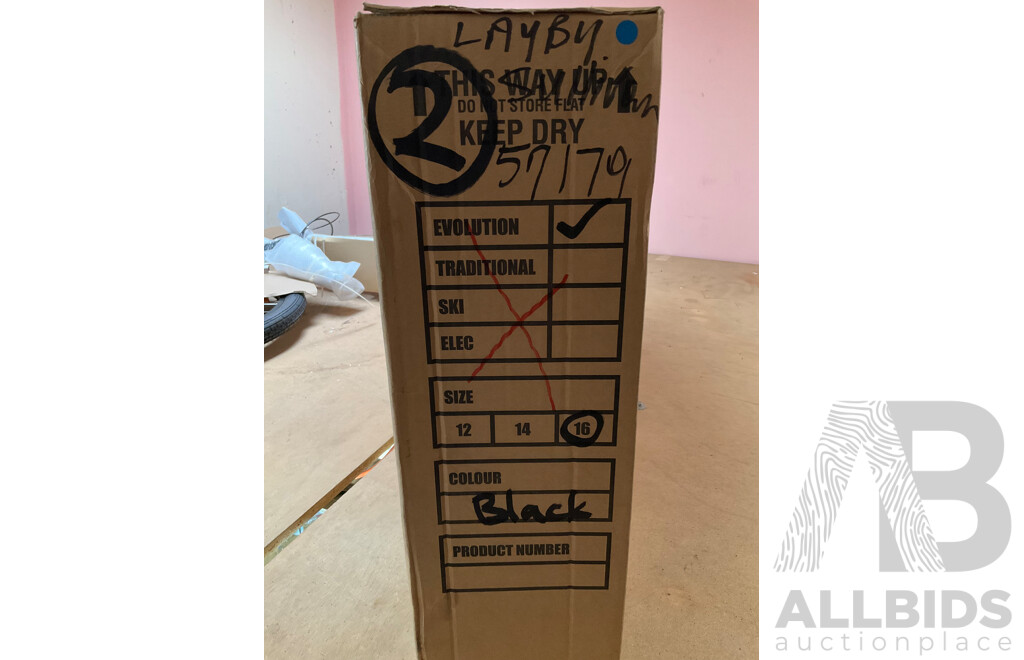 LAYBY
2
THIS WAY UP
DO NOT STORE FLAT
KEEP DRY
57179
EVOLUTION ✓
TRADITIONAL
SKI
ELEC
SIZE
12 14 16
COLOUR
Black
PRODUCT NUMBER
AB
ALLBIDS
auctionplace